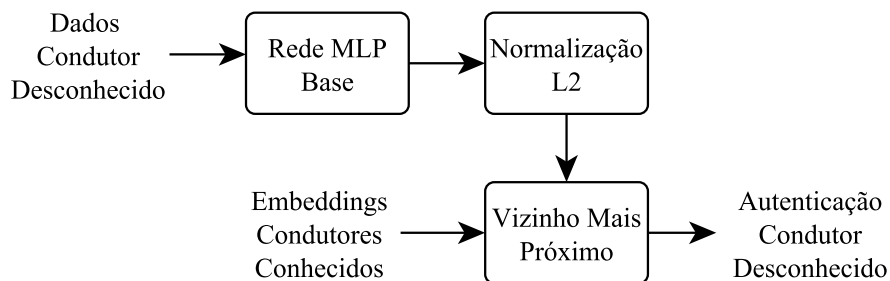 Dados
Condutor
Desconhecido
Rede MLP
Base
Normalização
L2
Embeddings
Condutores
Conhecidos
Vizinho Mais
Próximo
Autenticação
Condutor
Desconhecido